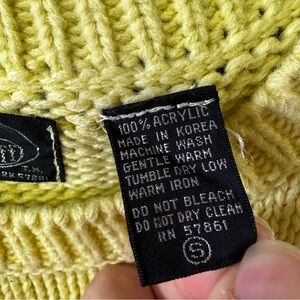 T.M.
100% ACRYLIC
MADE IN KOREA
MACHINE WASH
GENTLE WARM
TUMBLE DRY LOW
WARM IRON
DO NOT BLEACH
DO NOT DRY CLEAN
RN 57861
S